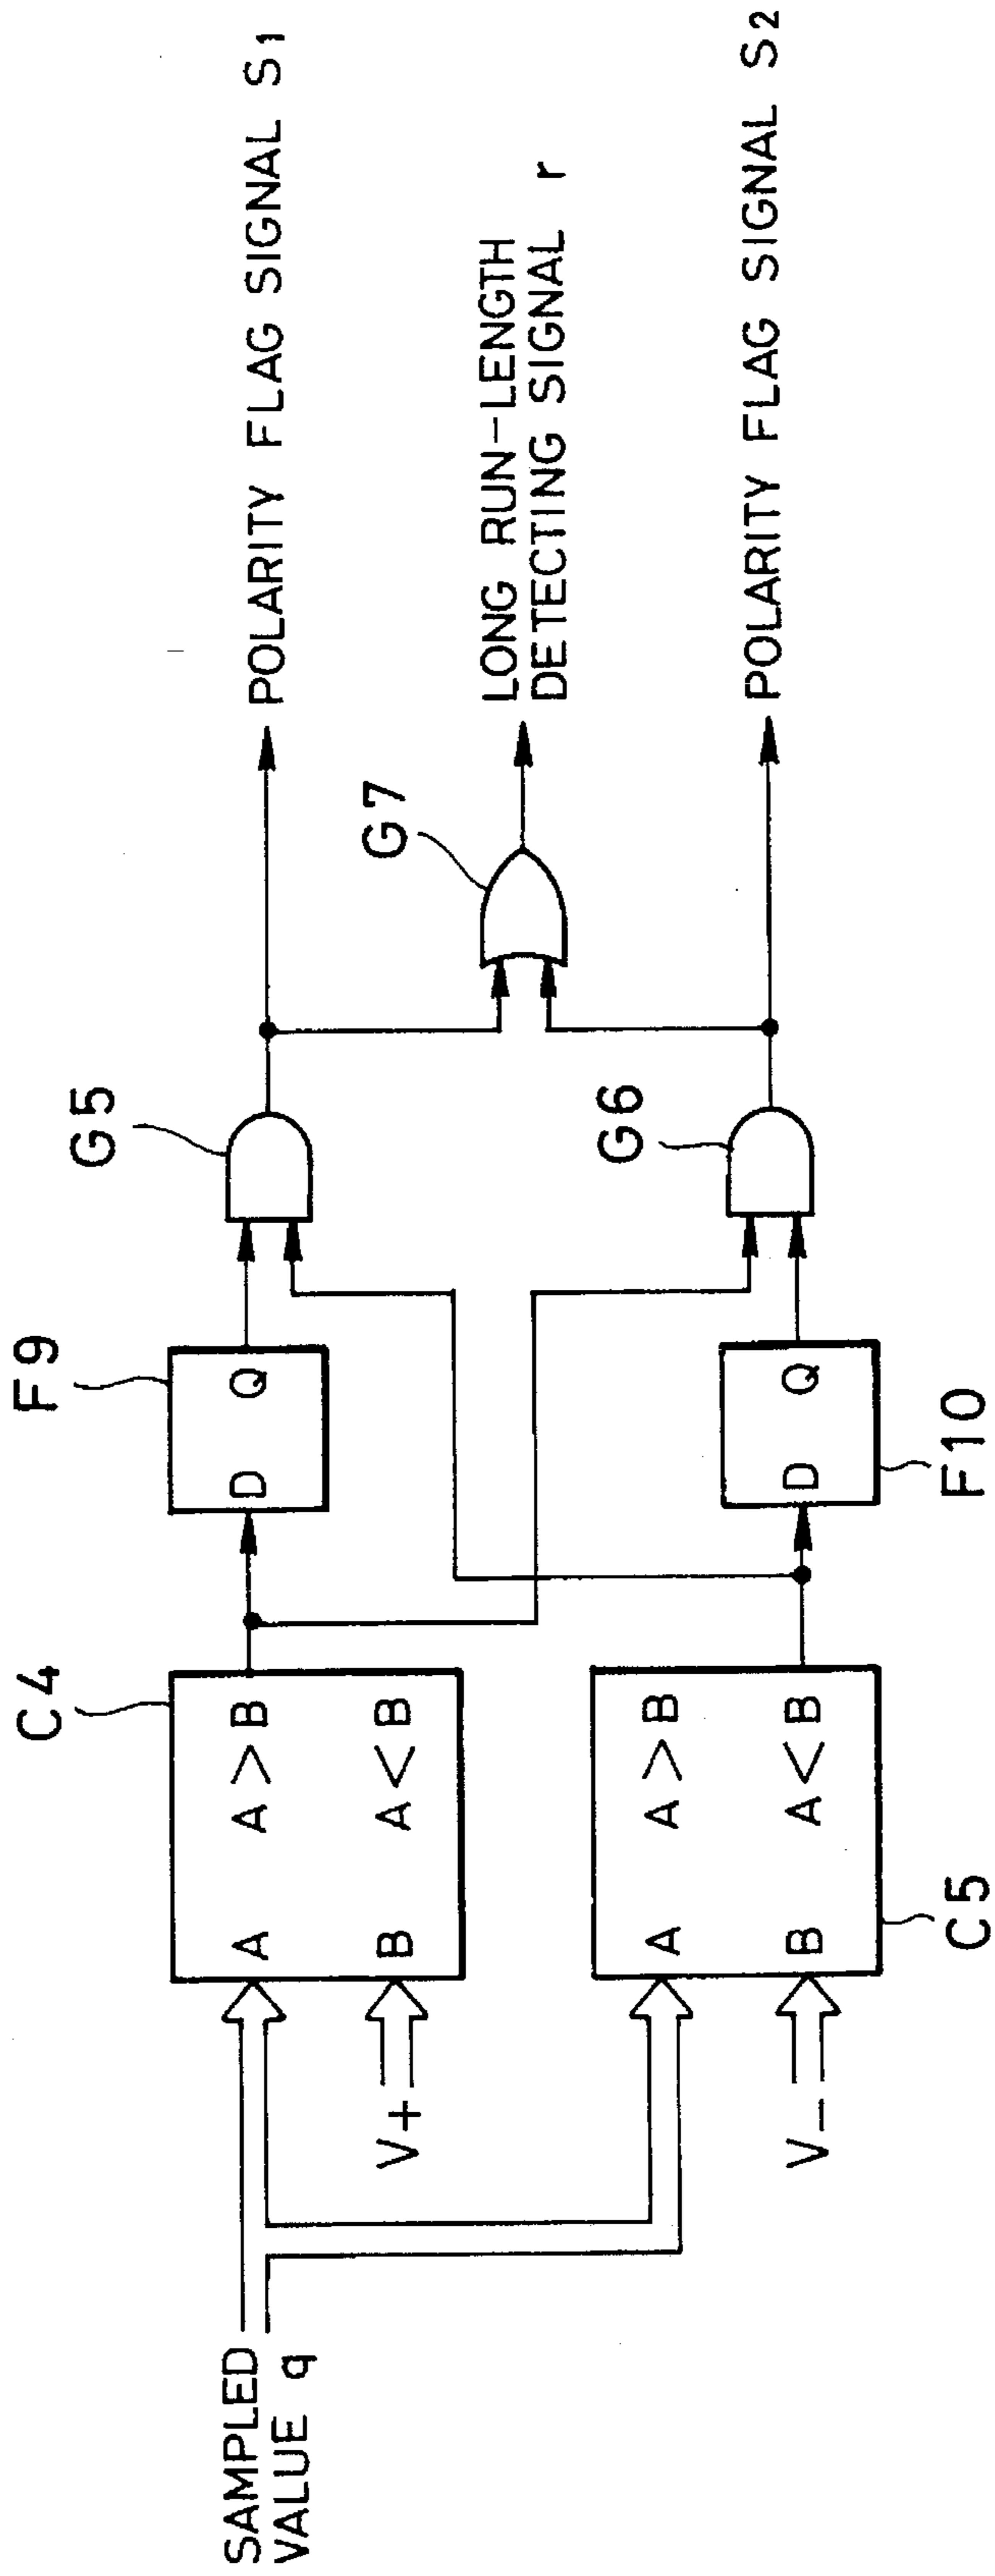 SAMPLED
VALUE q
V+
V-
C4
A A>B
B A<B
C5
A A>B
B A<B
F9
D Q
F10
D Q
G5
G6
G7
POLARITY FLAG SIGNAL S1
LONG RUN-LENGTH
DETECTING SIGNAL r
POLARITY FLAG SIGNAL S2